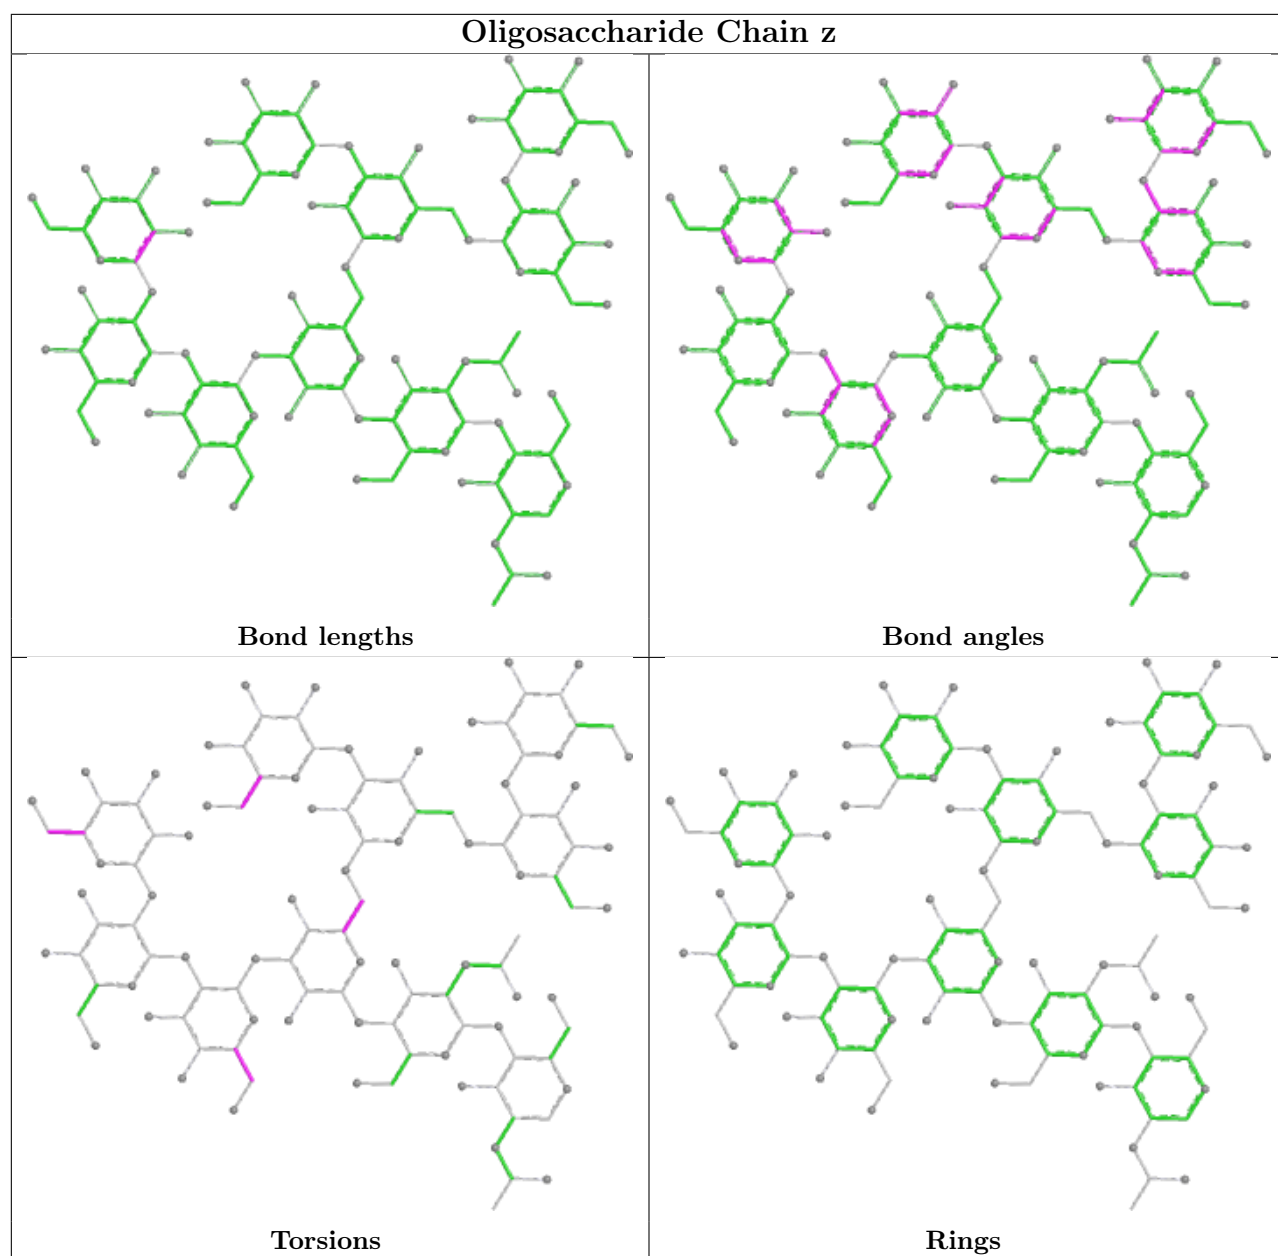 Oligosaccharide Chain z
Bond lengths
Bond angles
Torsions
Rings